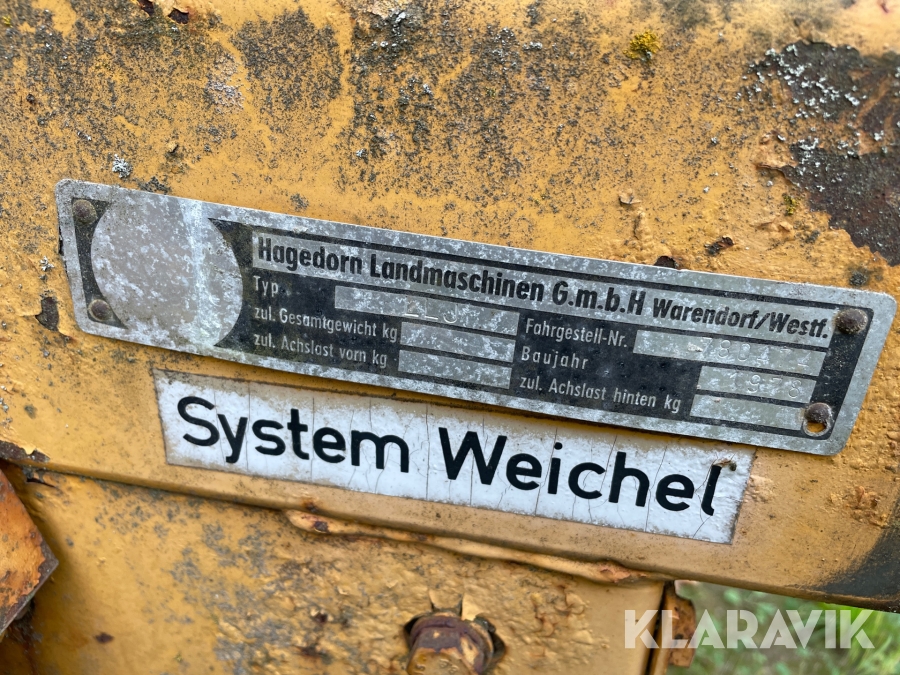 Hagedorn Landmaschinen G.m.b.H Warendorf/Westf.
Typ
Fahrgestell-Nr.
zul. Gesamtgewicht kg
Baujahr 1978
zul. Achslast vorn kg
zul. Achslast hinten kg
System Weichel
KLARAVIK